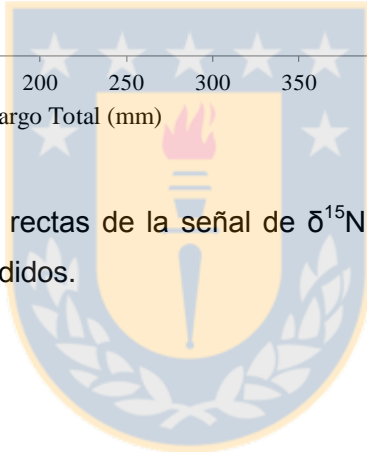 200 250 300 350
argo Total (mm)
rectas de la señal de δ¹⁵N
didos.